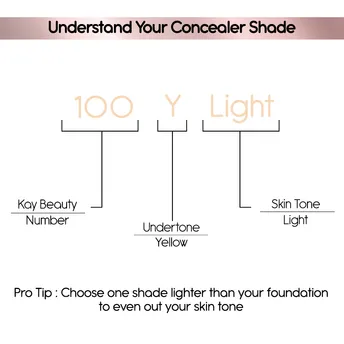 Understand Your Concealer Shade
100 Y Light
Kay Beauty
Number
Undertone
Yellow
Skin Tone
Light
Pro Tip : Choose one shade lighter than your foundation
to even out your skin tone